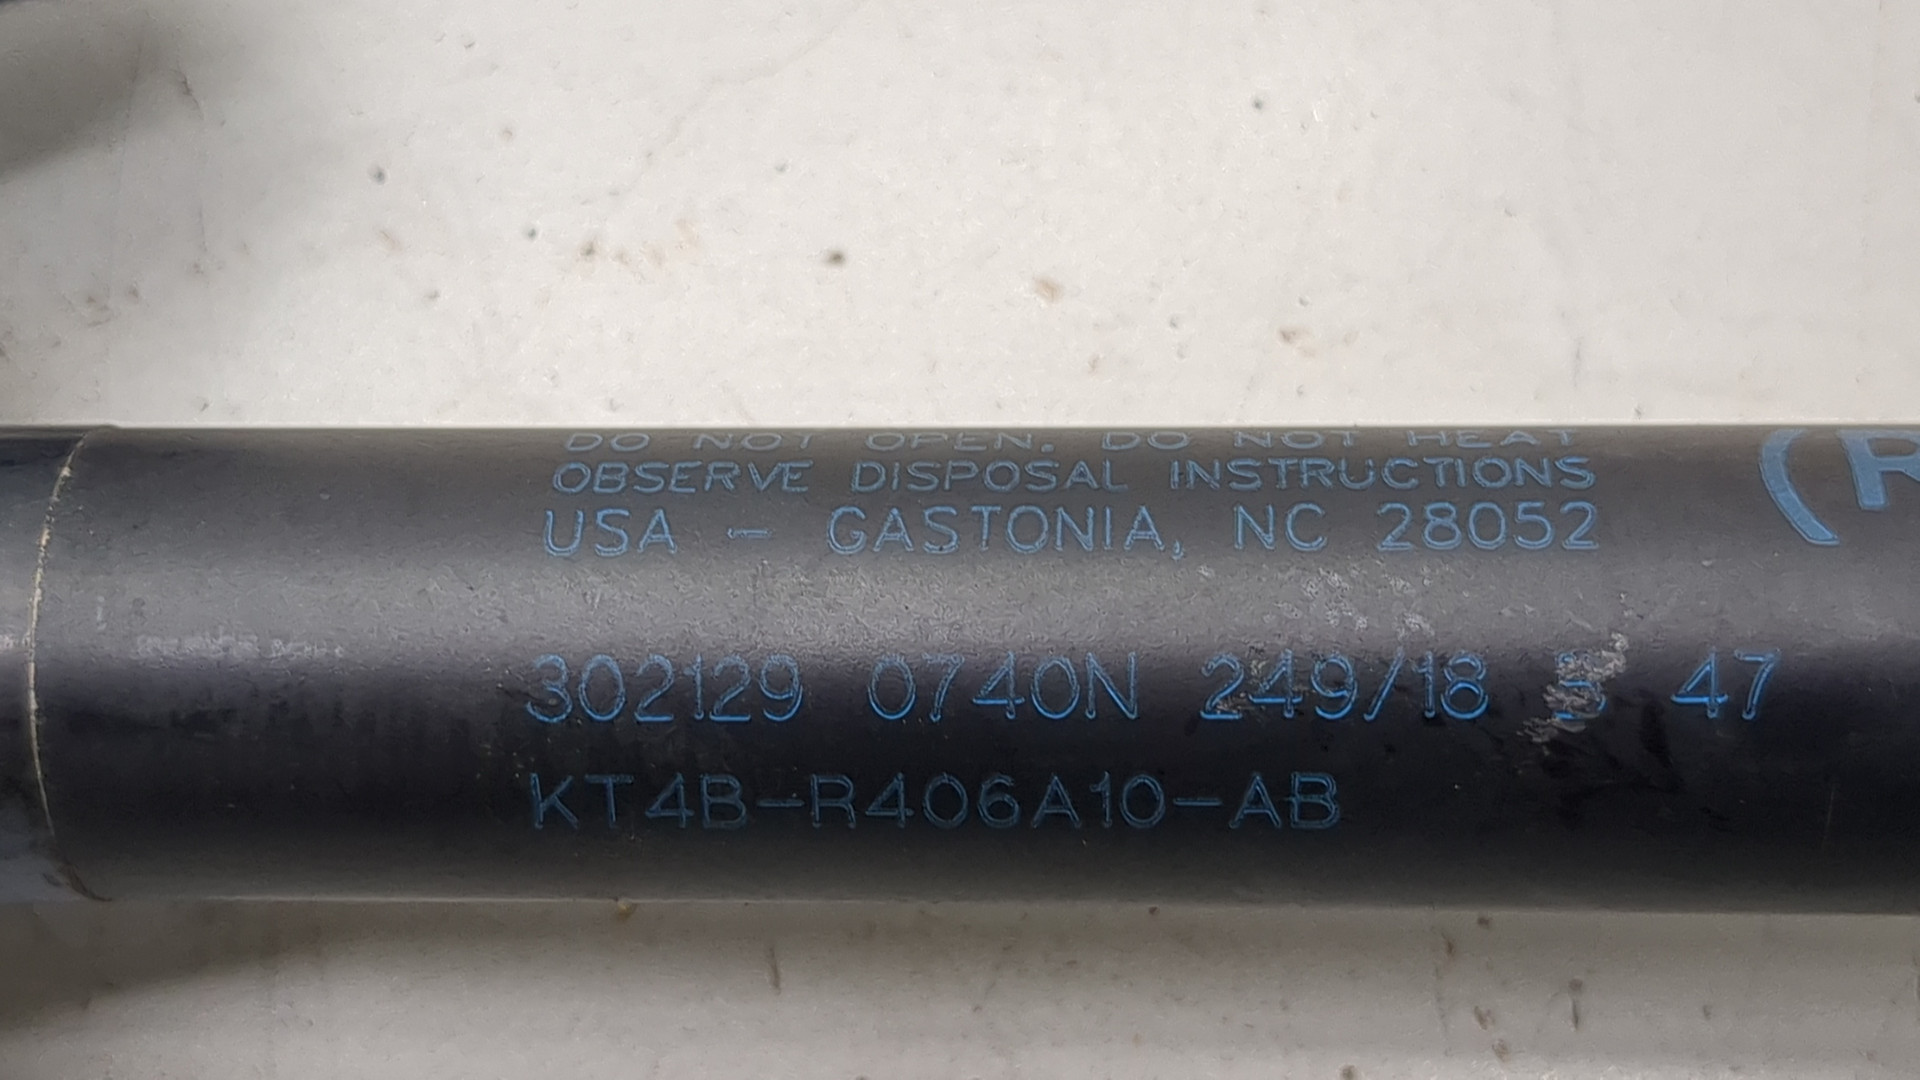 DO NOT OPEN. DO NOT HEAT
OBSERVE DISPOSAL INSTRUCTIONS
USA - GASTONIA, NC 28052
(R
302129 0740N 249/18 47
KT4B-R406A10-AB